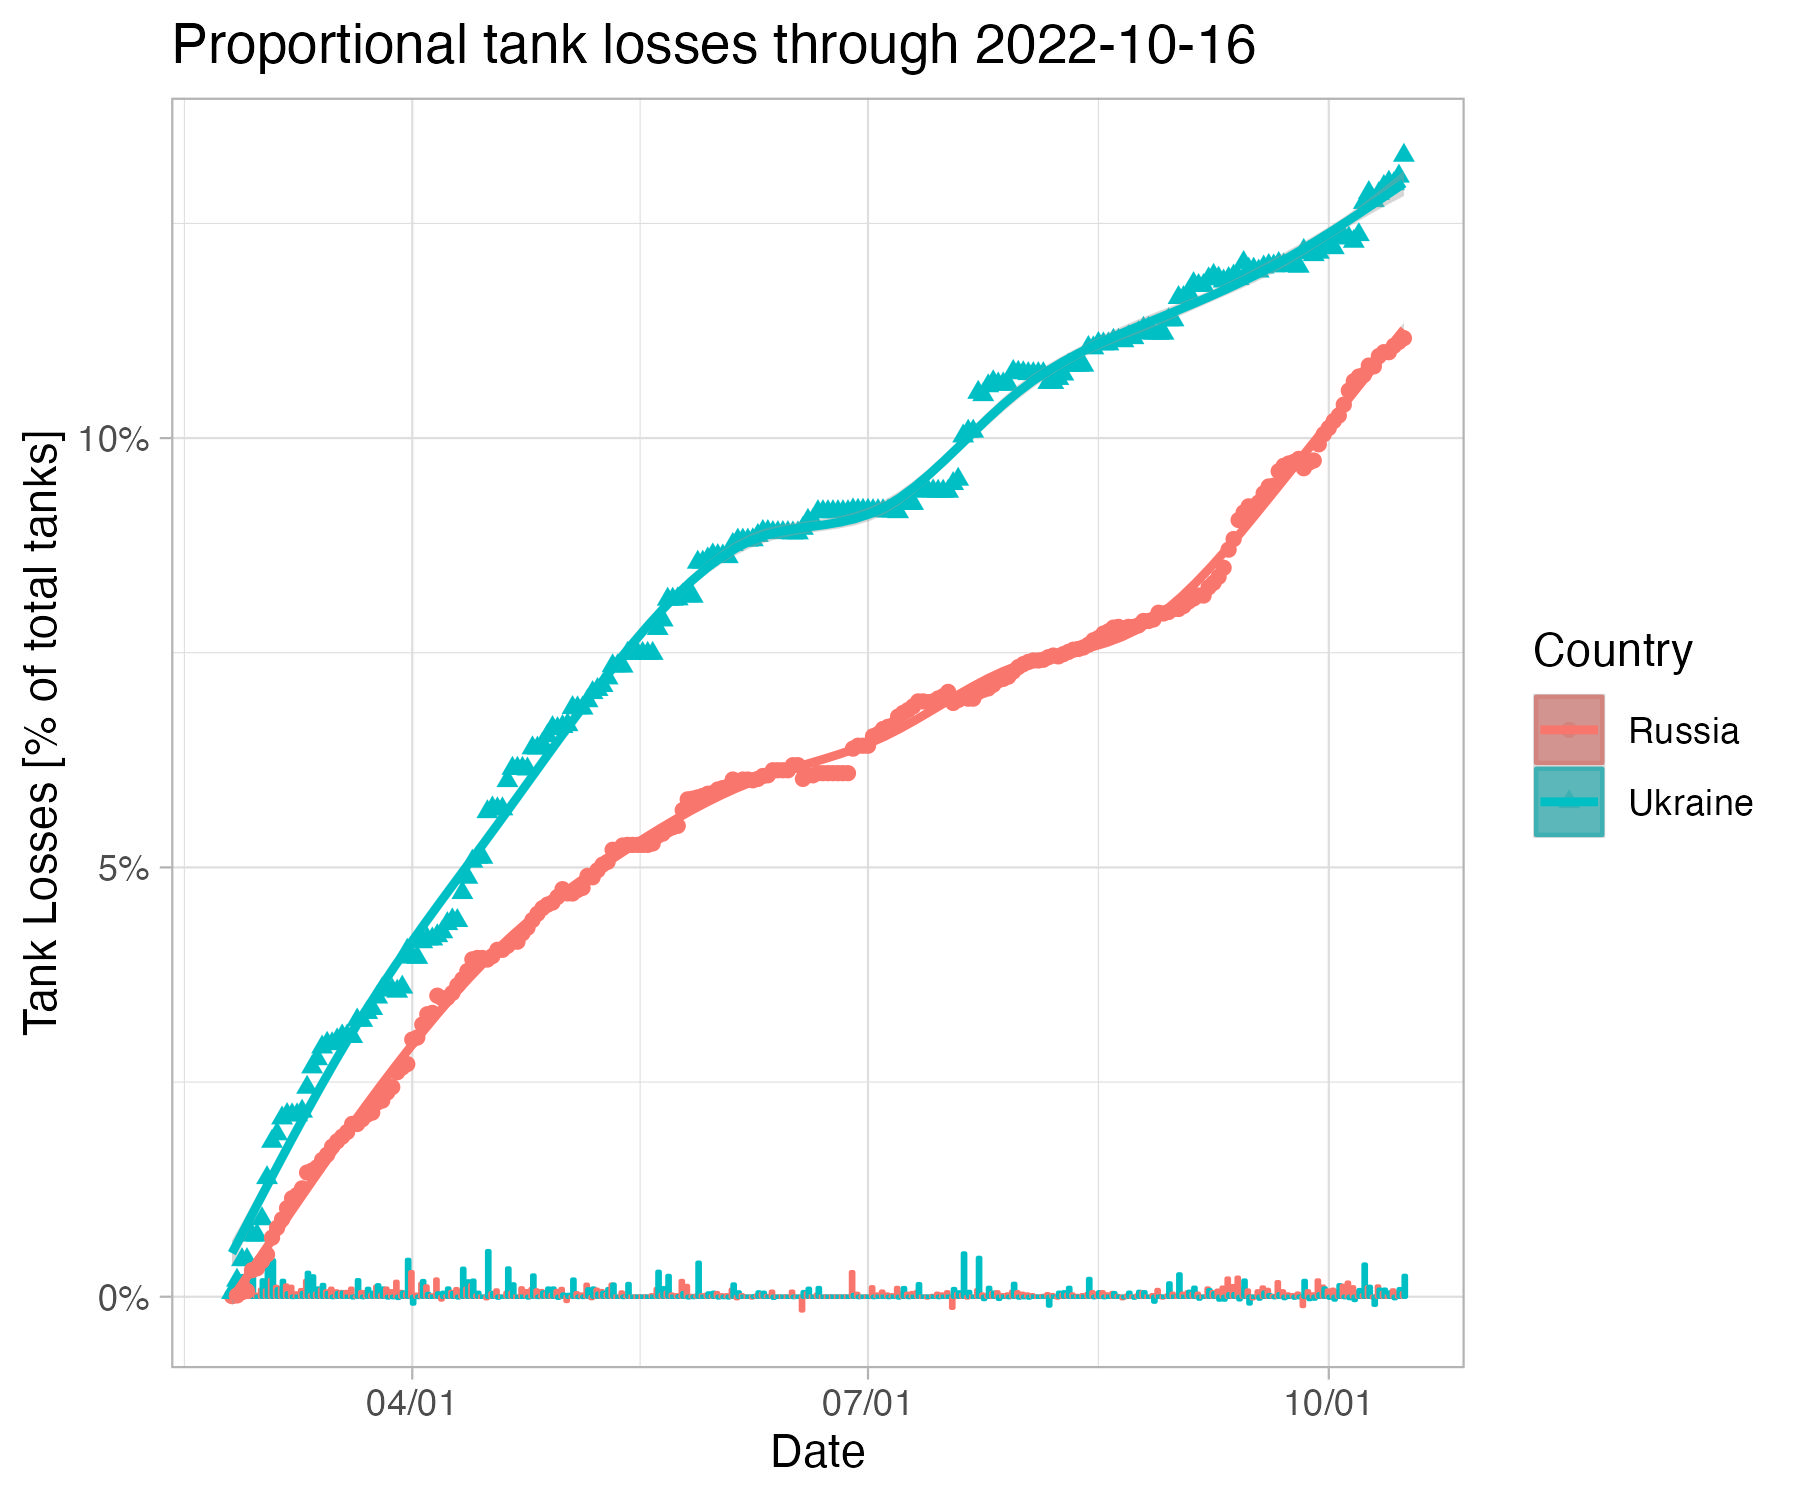 Proportional tank losses through 2022-10-16
Tank Losses [% of total tanks]
10%
5%
0%
04/01
07/01
10/01
Date
Country
Russia
Ukraine